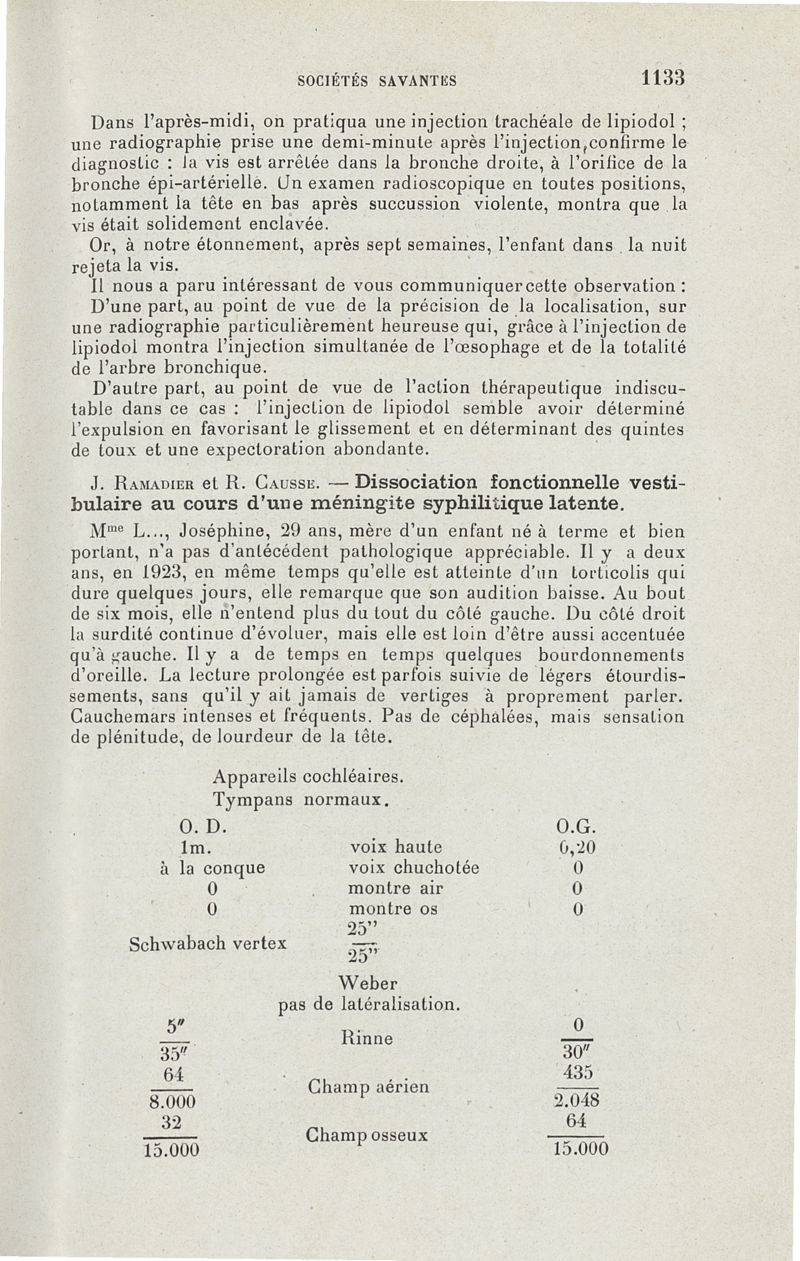 SOCIÉTÉS SAVANTES 1133
Dans l'après-midi, on pratiqua une injection trachéale de lipiodol ;
une radiographie prise une demi-minute après l'injection, confirme le
diagnostic : la vis est arrêtée dans la bronche droite, à l'orifice de la
bronche épi-artérielle. Un examen radioscopique en toutes positions,
notamment la tête en bas après succussion violente, montra que la
vis était solidement enclavée.
Or, à notre étonnement, après sept semaines, l'enfant dans la nuit
rejeta la vis.
Il nous a paru intéressant de vous communiquer cette observation :
D'une part, au point de vue de la précision de la localisation, sur
une radiographie particulièrement heureuse qui, grâce à l'injection de
lipiodol montra l'injection simultanée de l'œsophage et de la totalité
de l'arbre bronchique.
D'autre part, au point de vue de l'action thérapeutique indiscu-
table dans ce cas : l'injection de lipiodol semble avoir déterminé
l'expulsion en favorisant le glissement et en déterminant des quintes
de toux et une expectoration abondante.
J. RAMADIER et R. CAUSSE. — Dissociation fonctionnelle vesti-
bulaire au cours d'une méningite syphilitique latente.
Mme L..., Joséphine, 29 ans, mère d'un enfant né à terme et bien
portant, n'a pas d'antécédent pathologique appréciable. Il y a deux
ans, en 1923, en même temps qu'elle est atteinte d'un torticolis qui
dure quelques jours, elle remarque que son audition baisse. Au bout
de six mois, elle n'entend plus du tout du côté gauche. Du côté droit
la surdité continue d'évoluer, mais elle est loin d'être aussi accentuée
qu'à gauche. Il y a de temps en temps quelques bourdonnements
d'oreille. La lecture prolongée est parfois suivie de légers étourdis-
sements, sans qu'il y ait jamais de vertiges à proprement parler.
Cauchemars intenses et fréquents. Pas de céphalées, mais sensation
de plénitude, de lourdeur de la tête.
Appareils cochléaires.
Tympans normaux.
O. D. O.G.
1m. voix haute 0,20
à la conque voix chuchotée 0
0 montre air 0
0 montre os 0
25"
Schwabach vertex
25"
Weber
pas de latéralisation.
5" 0
Rinne
35" 30"
64 435
Champ aérien
8.000 2.048
32 64
Champ osseux
15.000 15.000